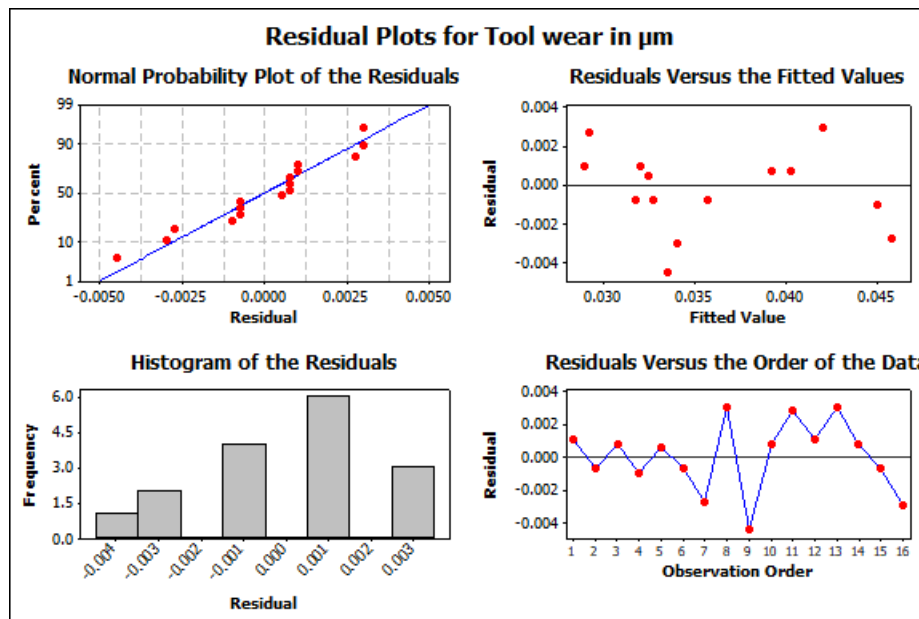 Residual Plots for Tool wear in µm
Normal Probability Plot of the Residuals
99
90
50
10
1
Percent
-0.0050 -0.0025 0.0000 0.0025 0.0050
Residual
Residuals Versus the Fitted Values
0.004
0.002
0.000
-0.002
-0.004
Residual
0.030 0.035 0.040 0.045
Fitted Value
Histogram of the Residuals
6.0
4.5
3.0
1.5
0.0
Frequency
-0.004 -0.003 -0.002 -0.001 0.000 0.001 0.002 0.003
Residual
Residuals Versus the Order of the Data
0.004
0.002
0.000
-0.002
-0.004
Residual
1 2 3 4 5 6 7 8 9 10 11 12 13 14 15 16
Observation Order